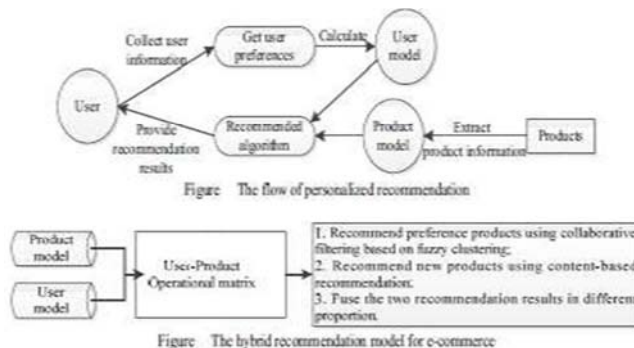 Collect user
information
Get user
preferences
Calculate
User
model
User
Provide
recommendation
results
Recommended
algorithm
Product
model
Extract
product information
Products
Figure The flow of personalized recommendation
Product
model
User
model
User-Product
Operational matrix
1. Recommend preference products using collaborative
filtering based on fuzzy clustering;
2. Recommend new products using content-based
recommendation;
3. Fuse the two recommendation results in different
proportion.
Figure The hybrid recommendation model for e-commerce